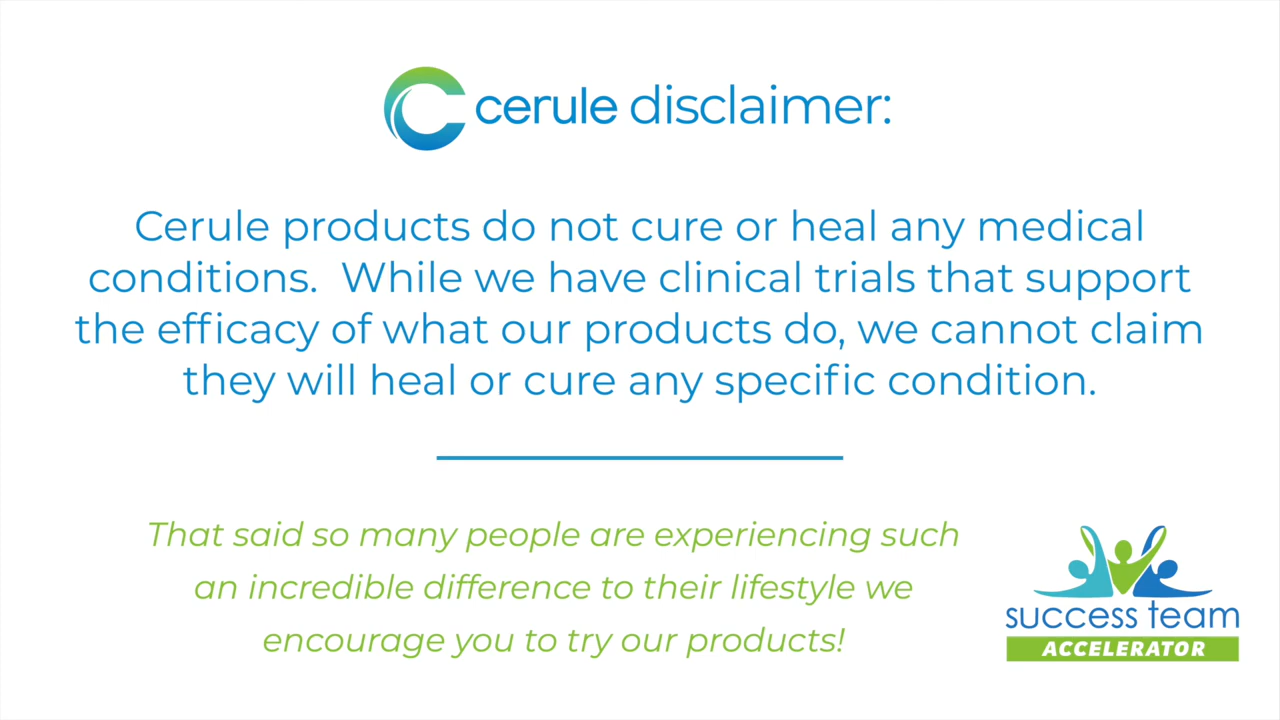 cerule disclaimer:
Cerule products do not cure or heal any medical
conditions.  While we have clinical trials that support
the efficacy of what our products do, we cannot claim
they will heal or cure any specific condition.
That said so many people are experiencing such
an incredible difference to their lifestyle we
encourage you to try our products!
success team
ACCELERATOR